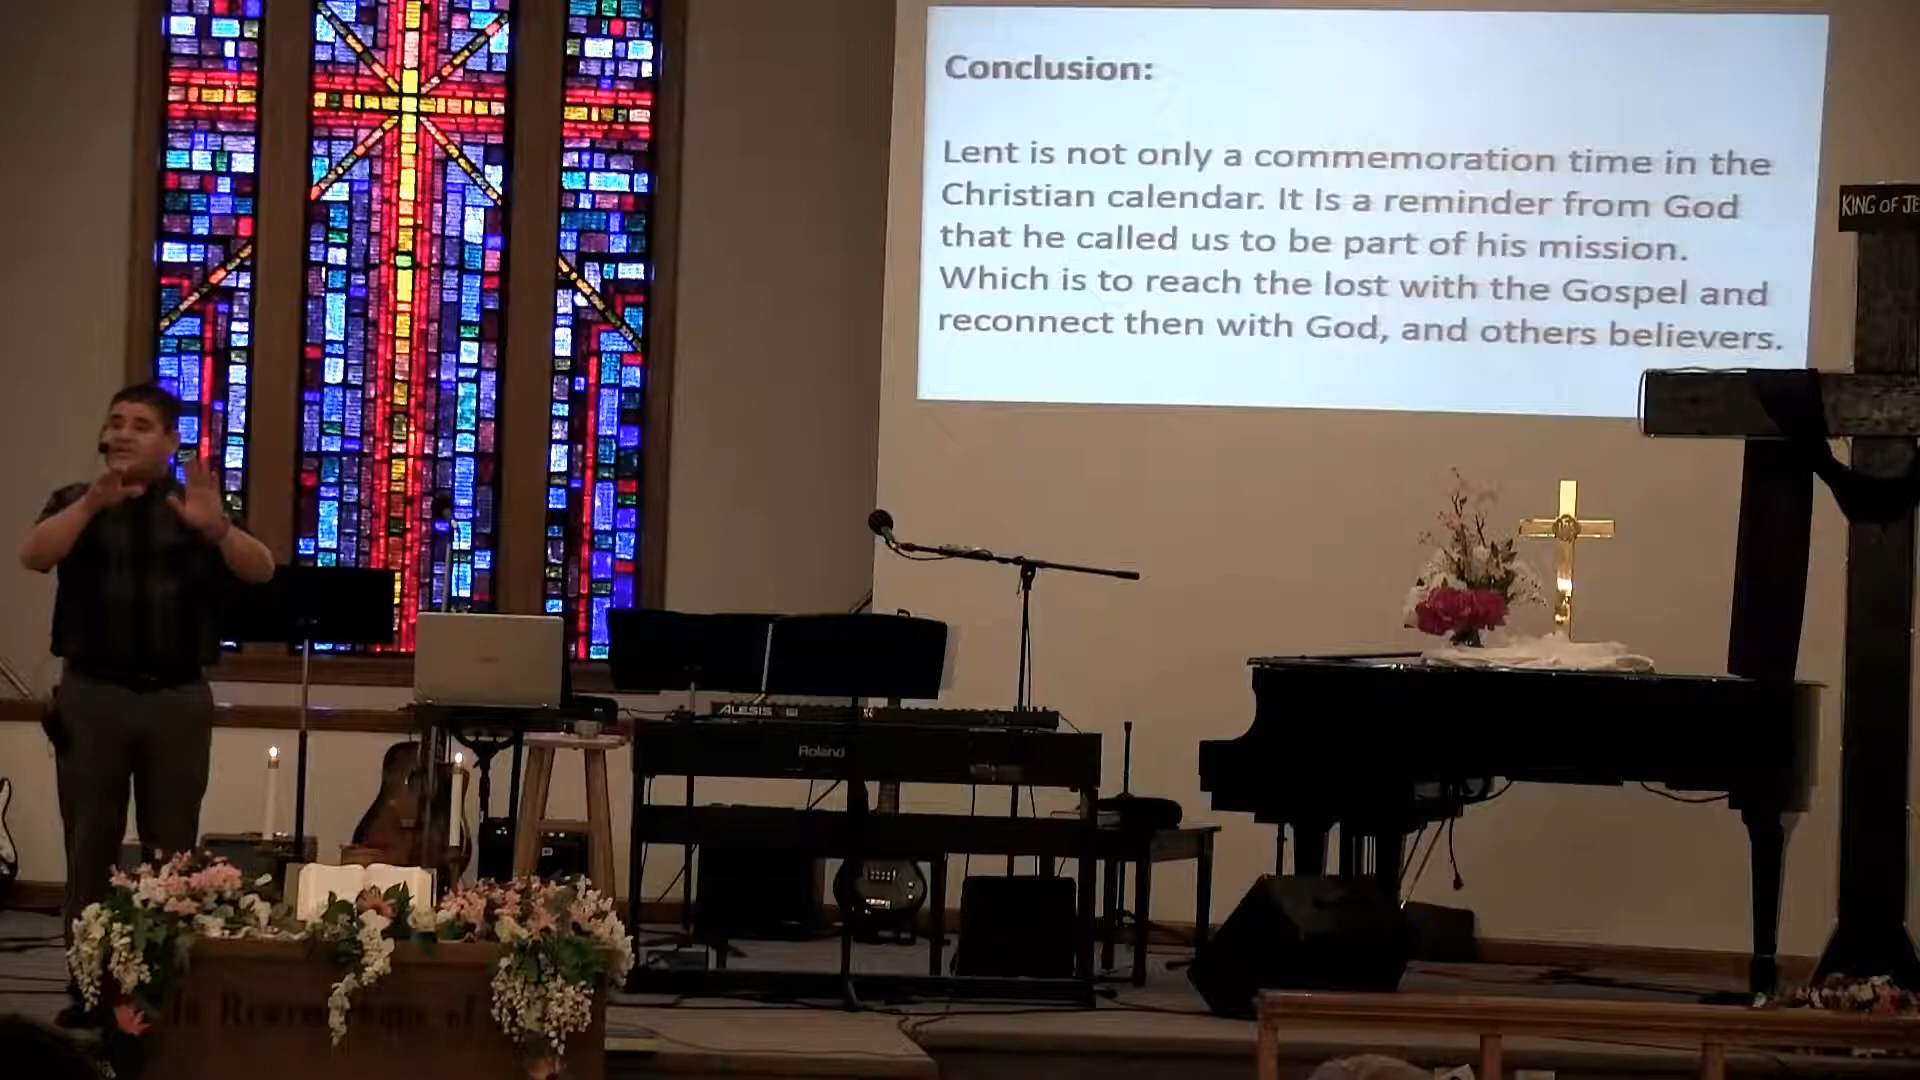 Conclusion:
Lent is not only a commemoration time in the
Christian calendar. It Is a reminder from God
that he called us to be part of his mission.
Which is to reach the lost with the Gospel and
reconnect then with God, and others believers.
KING OF JE
ALESIS
Roland